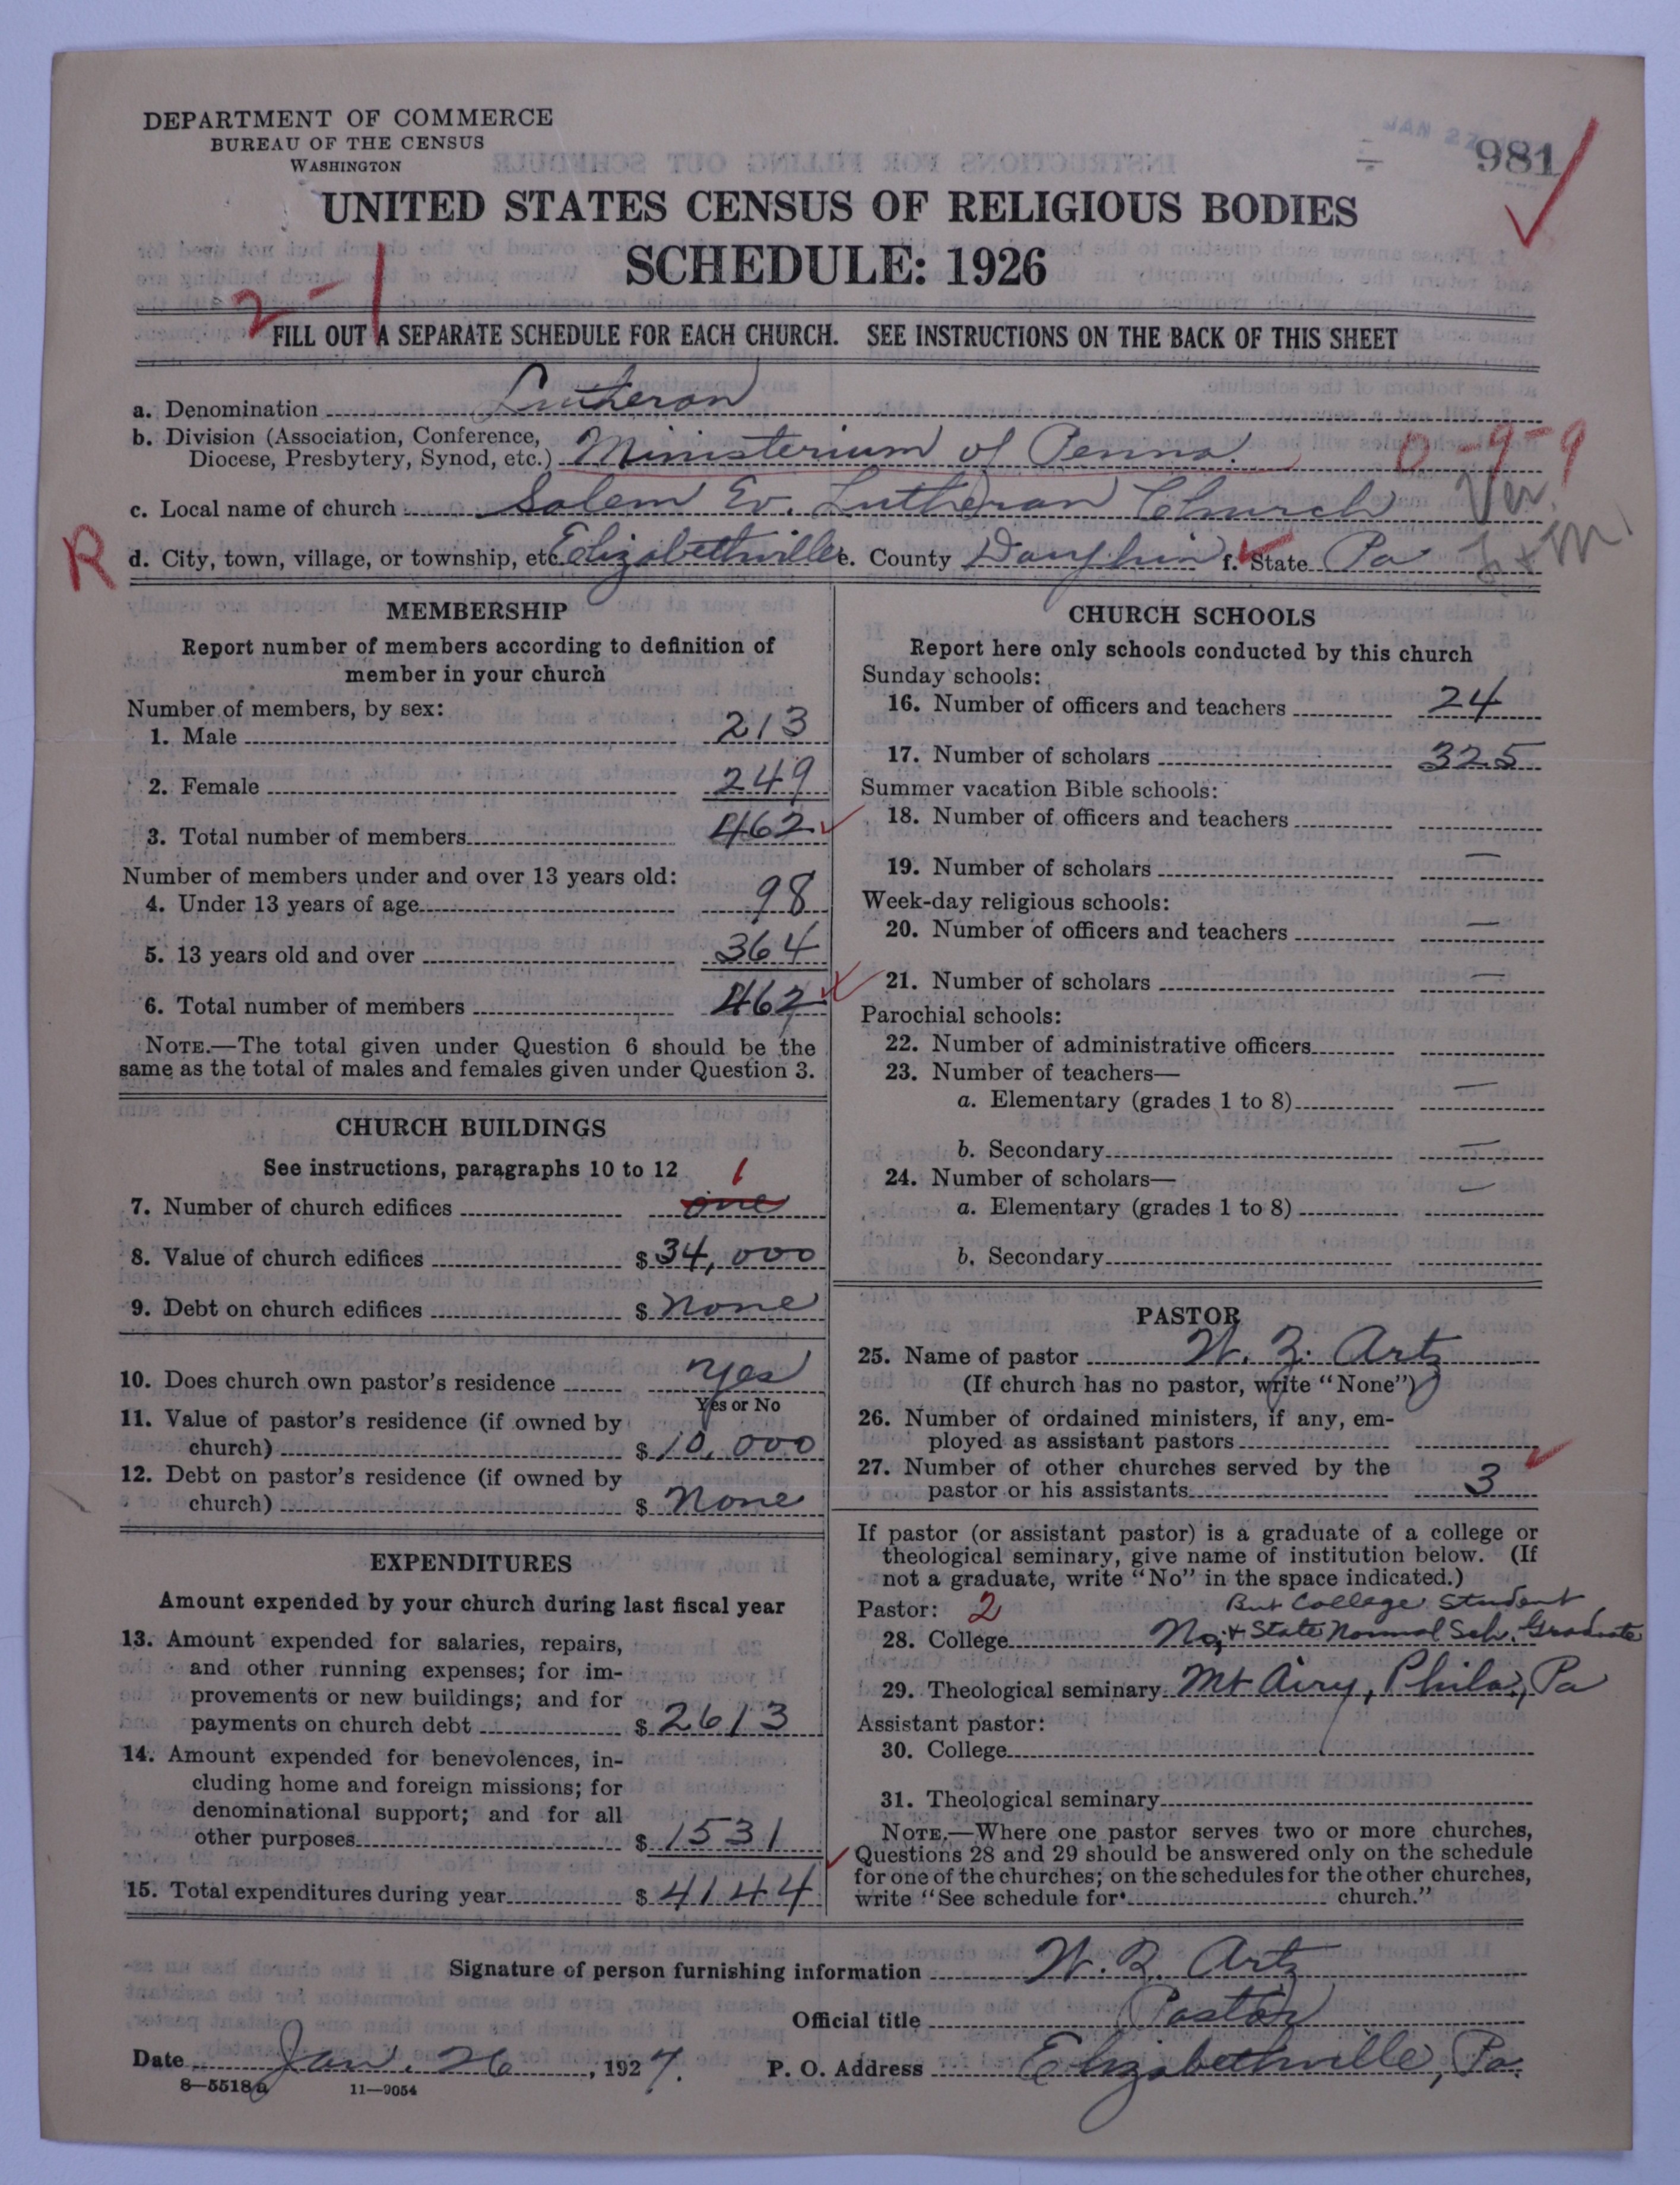 DEPARTMENT OF COMMERCE
BUREAU OF THE CENSUS
WASHINGTON
JAN 27
981
UNITED STATES CENSUS OF RELIGIOUS BODIES
SCHEDULE: 1926
2-1
FILL OUT A SEPARATE SCHEDULE FOR EACH CHURCH. SEE INSTRUCTIONS ON THE BACK OF THIS SHEET
a. Denomination Lutheran
b. Division (Association, Conference,
Diocese, Presbytery, Synod, etc.) Ministerium of Penna. 0-9-9
c. Local name of church Salem Ev. Lutheran Church Ver.
R d. City, town, village, or township, etc. Elizabethville e. County Dauphin f. State Pa
MEMBERSHIP
Report number of members according to definition of
member in your church
Number of members, by sex:
1. Male 213
2. Female 249
3. Total number of members 462
Number of members under and over 13 years old:
4. Under 13 years of age 98
5. 13 years old and over 364
6. Total number of members 462
NOTE.—The total given under Question 6 should be the
same as the total of males and females given under Question 3.
CHURCH BUILDINGS
See instructions, paragraphs 10 to 12
1
7. Number of church edifices one
8. Value of church edifices $ 34,000
9. Debt on church edifices $ None
10. Does church own pastor's residence Yes
Yes or No
11. Value of pastor's residence (if owned by
church) $ 10,000
12. Debt on pastor's residence (if owned by
church) $ None
EXPENDITURES
Amount expended by your church during last fiscal year
13. Amount expended for salaries, repairs,
and other running expenses; for im-
provements or new buildings; and for
payments on church debt $ 2613
14. Amount expended for benevolences, in-
cluding home and foreign missions; for
denominational support; and for all
other purposes $ 1531
15. Total expenditures during year $ 4144
CHURCH SCHOOLS
Report here only schools conducted by this church
Sunday schools:
16. Number of officers and teachers 24
17. Number of scholars 325
Summer vacation Bible schools:
18. Number of officers and teachers
19. Number of scholars —
Week-day religious schools:
20. Number of officers and teachers —
21. Number of scholars —
Parochial schools:
22. Number of administrative officers
23. Number of teachers—
a. Elementary (grades 1 to 8) —
b. Secondary —
24. Number of scholars—
a. Elementary (grades 1 to 8) —
b. Secondary
PASTOR
25. Name of pastor W. Z. Artz
(If church has no pastor, write "None")
26. Number of ordained ministers, if any, em-
ployed as assistant pastors
27. Number of other churches served by the
pastor or his assistants 3
If pastor (or assistant pastor) is a graduate of a college or
theological seminary, give name of institution below. (If
not a graduate, write "No" in the space indicated.)
Pastor: 2 But College Student
28. College No; & State Normal Sch. Graduate
29. Theological seminary Mt Airy, Phila., Pa
Assistant pastor:
30. College
31. Theological seminary
NOTE.—Where one pastor serves two or more churches,
Questions 28 and 29 should be answered only on the schedule
for one of the churches; on the schedules for the other churches,
write "See schedule for church."
Signature of person furnishing information W. Z. Artz
Official title Pastor
Date Jan. 26, 1927. P. O. Address Elizabethville, Pa.
8—5518a 11—9054